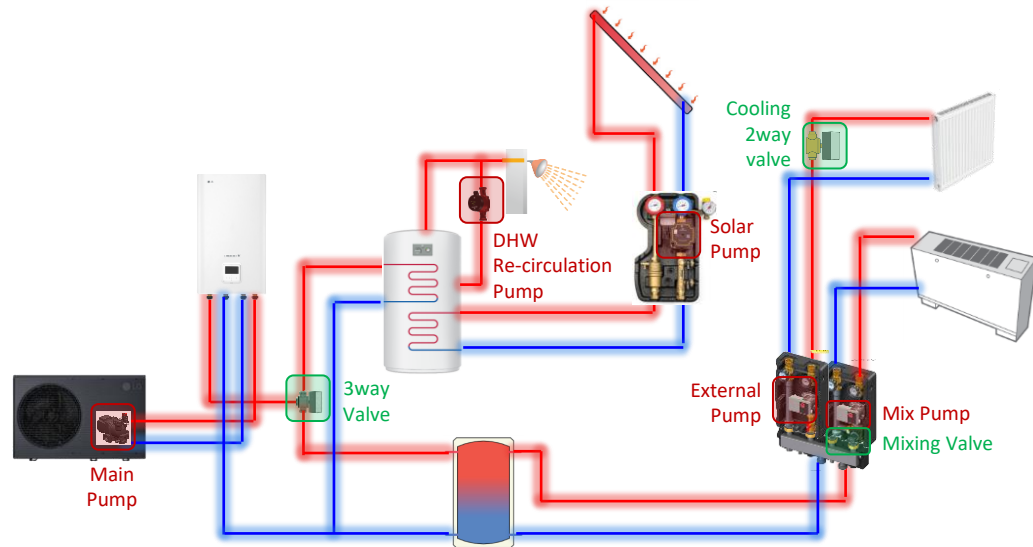 Cooling
2way
valve
DHW
Re-circulation
Pump
Solar
Pump
3way
Valve
External
Pump
Mix Pump
Mixing Valve
Main
Pump
LG